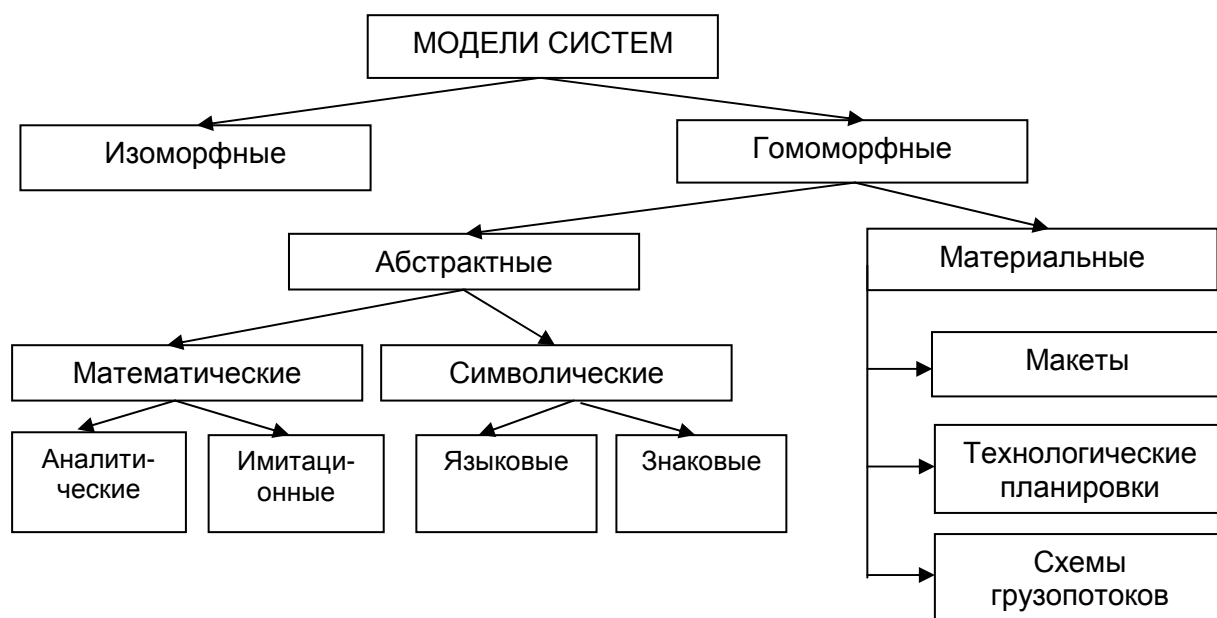 МОДЕЛИ СИСТЕМ
Изоморфные
Гомоморфные
Абстрактные
Материальные
Математические
Символические
Макеты
Аналити-
ческие
Имитаци-
онные
Языковые
Знаковые
Технологические
планировки
Схемы
грузопотоков